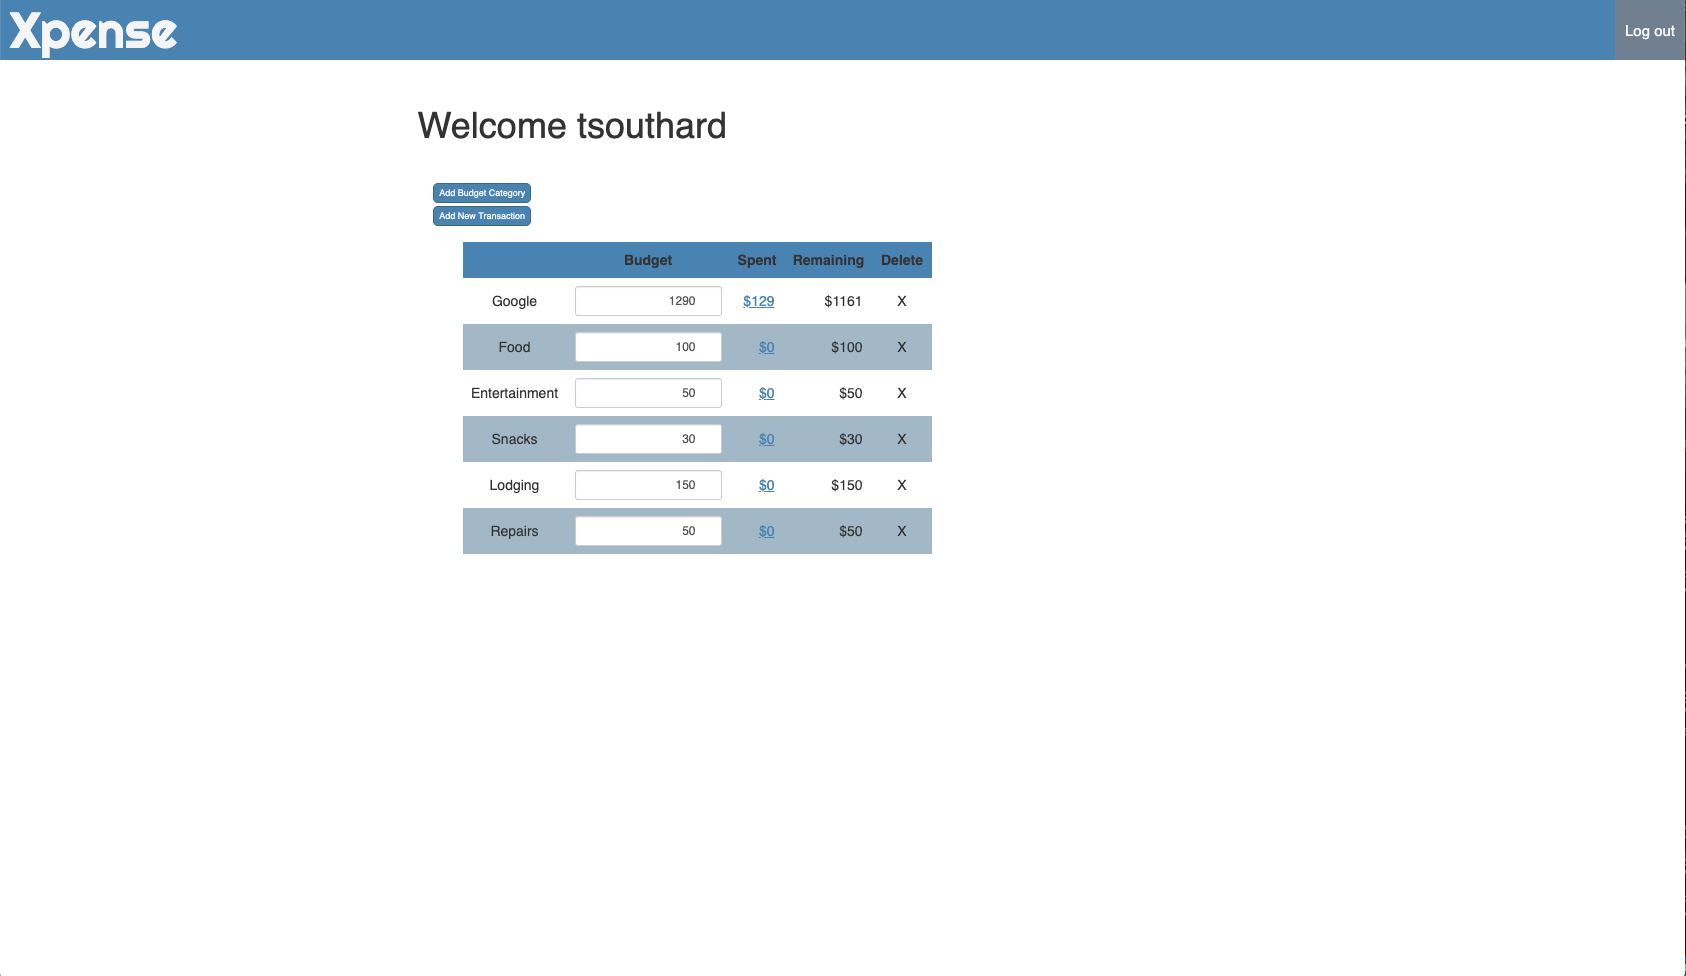 Xpense
Log out
Welcome tsouthard
Add Budget Category
Add New Transaction
Budget Spent Remaining Delete
Google 1290 $129 $1161 X
Food 100 $0 $100 X
Entertainment 50 $0 $50 X
Snacks 30 $0 $30 X
Lodging 150 $0 $150 X
Repairs 50 $0 $50 X